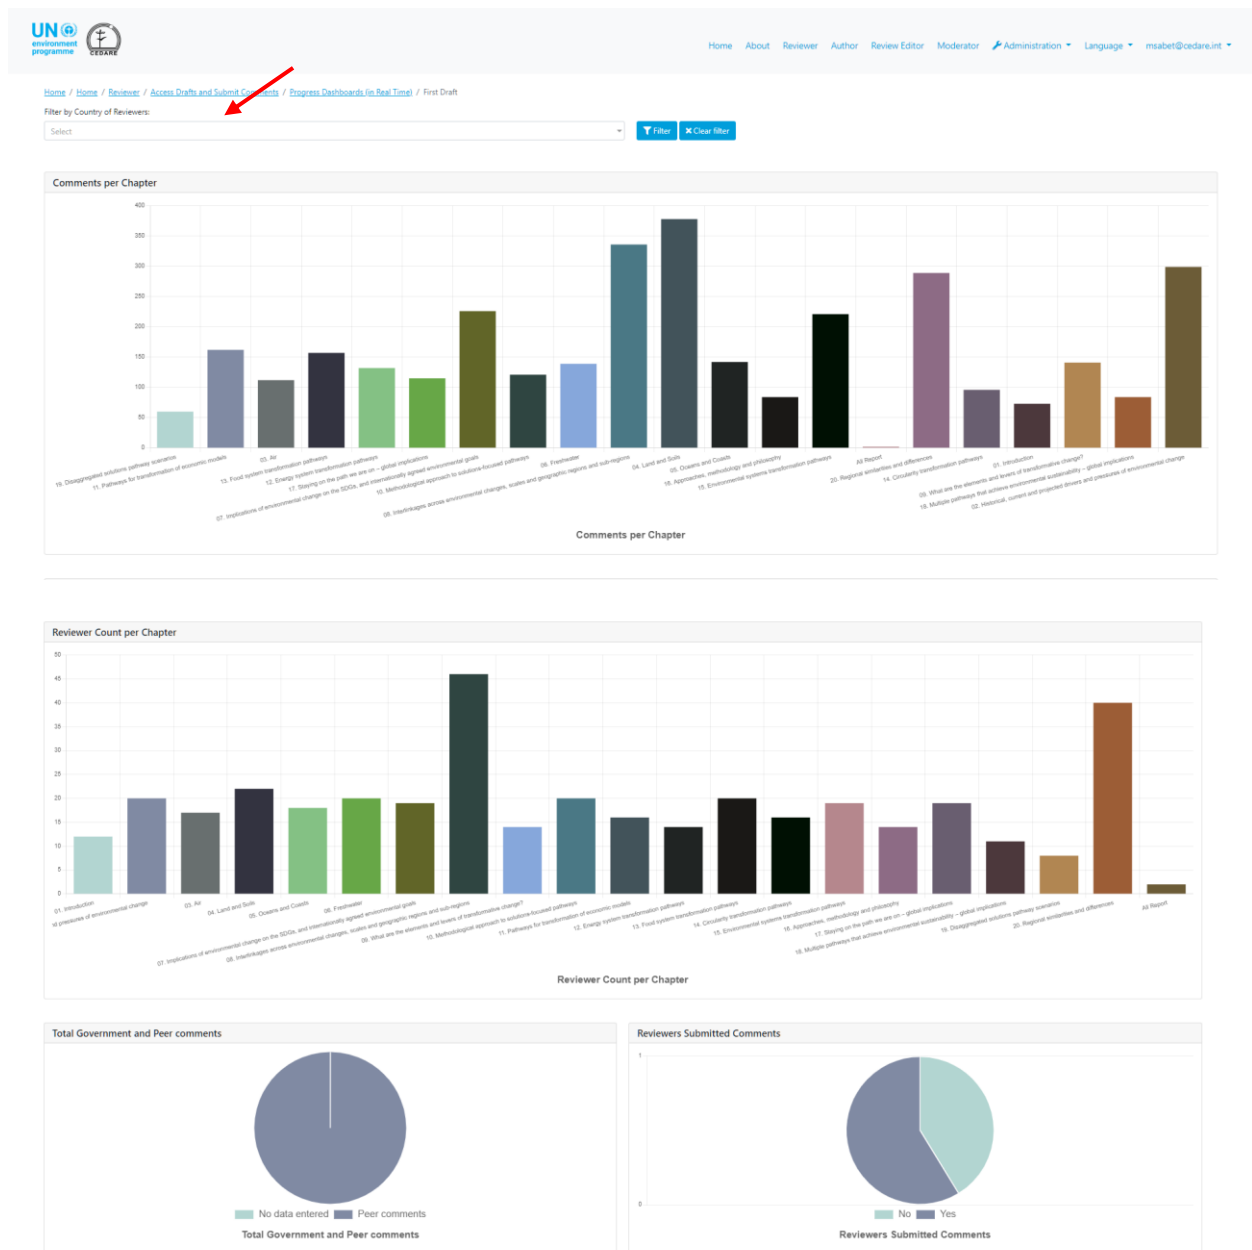 UN
environment
programme
CEDARE
Home About Reviewer Author Review Editor Moderator Administration Language msabet@cedare.int
Home / Home / Reviewer / Access Drafts and Submit Comments / Progress Dashboards (in Real Time) / First Draft
Filter by Country of Reviewers:
Select
Filter
Clear filter
Comments per Chapter
400
350
300
250
200
150
100
50
0
19. Disaggregated solutions pathway scenarios
11. Pathways for transformation of economic models
03. Air
13. Food system transformation pathways
12. Energy system transformation pathways
17. Staying on the path we are on – global implications
07. Implications of environmental change on the SDGs, and internationally agreed environmental goals
10. Methodological approach to solutions-focused pathways
06. Freshwater
08. Interlinkages across environmental changes, scales and geographic regions and sub-regions
04. Land and Soils
05. Oceans and Coasts
16. Approaches, methodology and philosophy
15. Environmental systems transformation pathways
All Report
20. Regional similarities and differences
14. Circularity transformation pathways
01. Introduction
09. What are the elements and levers of transformative change?
18. Multiple pathways that achieve environmental sustainability – global implications
02. Historical, current and projected drivers and pressures of environmental change
Comments per Chapter
Reviewer Count per Chapter
50
45
40
35
30
25
20
15
10
5
0
01. Introduction
d pressures of environmental change
03. Air
04. Land and Soils
05. Oceans and Coasts
06. Freshwater
07. Implications of environmental change on the SDGs, and internationally agreed environmental goals
08. Interlinkages across environmental changes, scales and geographic regions and sub-regions
09. What are the elements and levers of transformative change?
10. Methodological approach to solutions-focused pathways
11. Pathways for transformation of economic models
12. Energy system transformation pathways
13. Food system transformation pathways
14. Circularity transformation pathways
15. Environmental systems transformation pathways
16. Approaches, methodology and philosophy
17. Staying on the path we are on – global implications
18. Multiple pathways that achieve environmental sustainability – global implications
19. Disaggregated solutions pathway scenarios
20. Regional similarities and differences
All Report
Reviewer Count per Chapter
Total Government and Peer comments
No data entered Peer comments
Total Government and Peer comments
Reviewers Submitted Comments
1
0
No Yes
Reviewers Submitted Comments